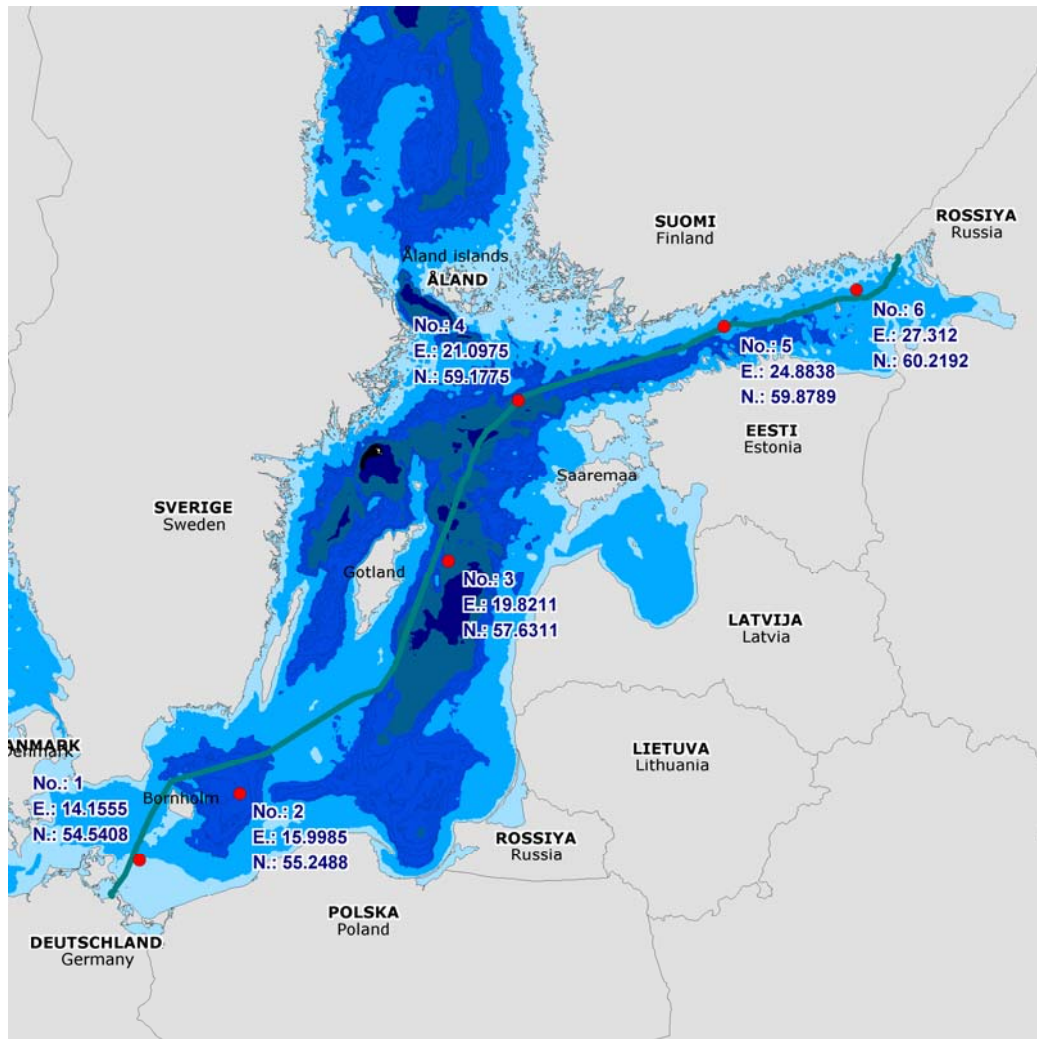 SUOMI
Finland
ROSSIYA
Russia
Åland islands
ÅLAND
No.: 4
E.: 21.0975
N.: 59.1775
No.: 6
E.: 27.312
N.: 60.2192
No.: 5
E.: 24.8838
N.: 59.8789
EESTI
Estonia
Saaremaa
SVERIGE
Sweden
Gotland
No.: 3
E.: 19.8211
N.: 57.6311
LATVIJA
Latvia
ANMARK
Denmark
LIETUVA
Lithuania
No.: 1
E.: 14.1555
N.: 54.5408
Bornholm
No.: 2
E.: 15.9985
N.: 55.2488
ROSSIYA
Russia
POLSKA
Poland
DEUTSCHLAND
Germany